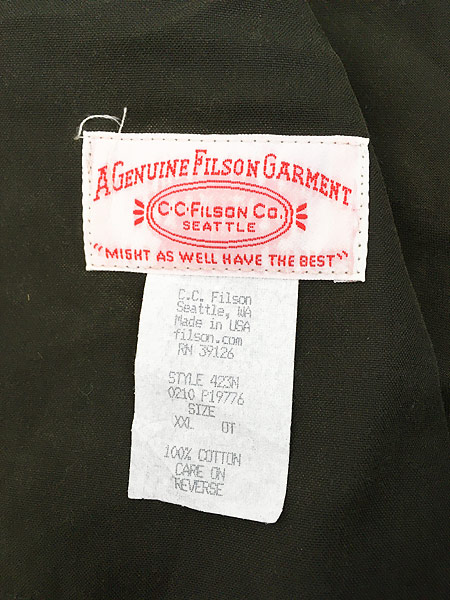 A GENUINE FILSON GARMENT
C·C·FILSON CO.
SEATTLE
"MIGHT AS WELL HAVE THE BEST"
C.C. Filson
Seattle, WA
Made in USA
filson.com
RN 39126
STYLE 423N
0210 P19776
SIZE
XXL OT
100% COTTON
CARE ON
REVERSE